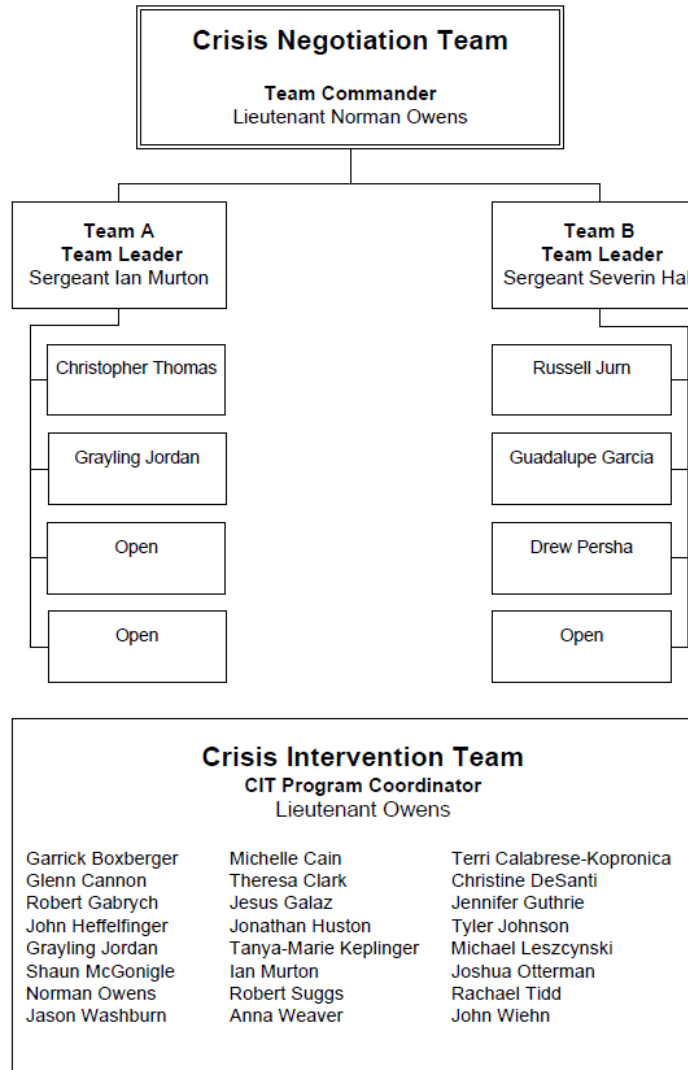 Crisis Negotiation Team
Team Commander
Lieutenant Norman Owens
Team A
Team Leader
Sergeant Ian Murton
Christopher Thomas
Grayling Jordan
Open
Open
Team B
Team Leader
Sergeant Severin
Russell Jurn
Guadalupe Garcia
Drew Persha
Open
Crisis Intervention Team
CIT Program Coordinator
Lieutenant Owens
Garrick Boxberger
Glenn Cannon
Robert Gabrych
John Heffelfinger
Grayling Jordan
Shaun McGonigle
Norman Owens
Jason Washburn
Michelle Cain
Theresa Clark
Jesus Galaz
Jonathan Huston
Tanya-Marie Keplinger
Ian Murton
Robert Suggs
Anna Weaver
Terri Calabrese-Kopronica
Christine DeSanti
Jennifer Guthrie
Tyler Johnson
Michael Leszcynski
Joshua Otterman
Rachael Tidd
John Wiehn